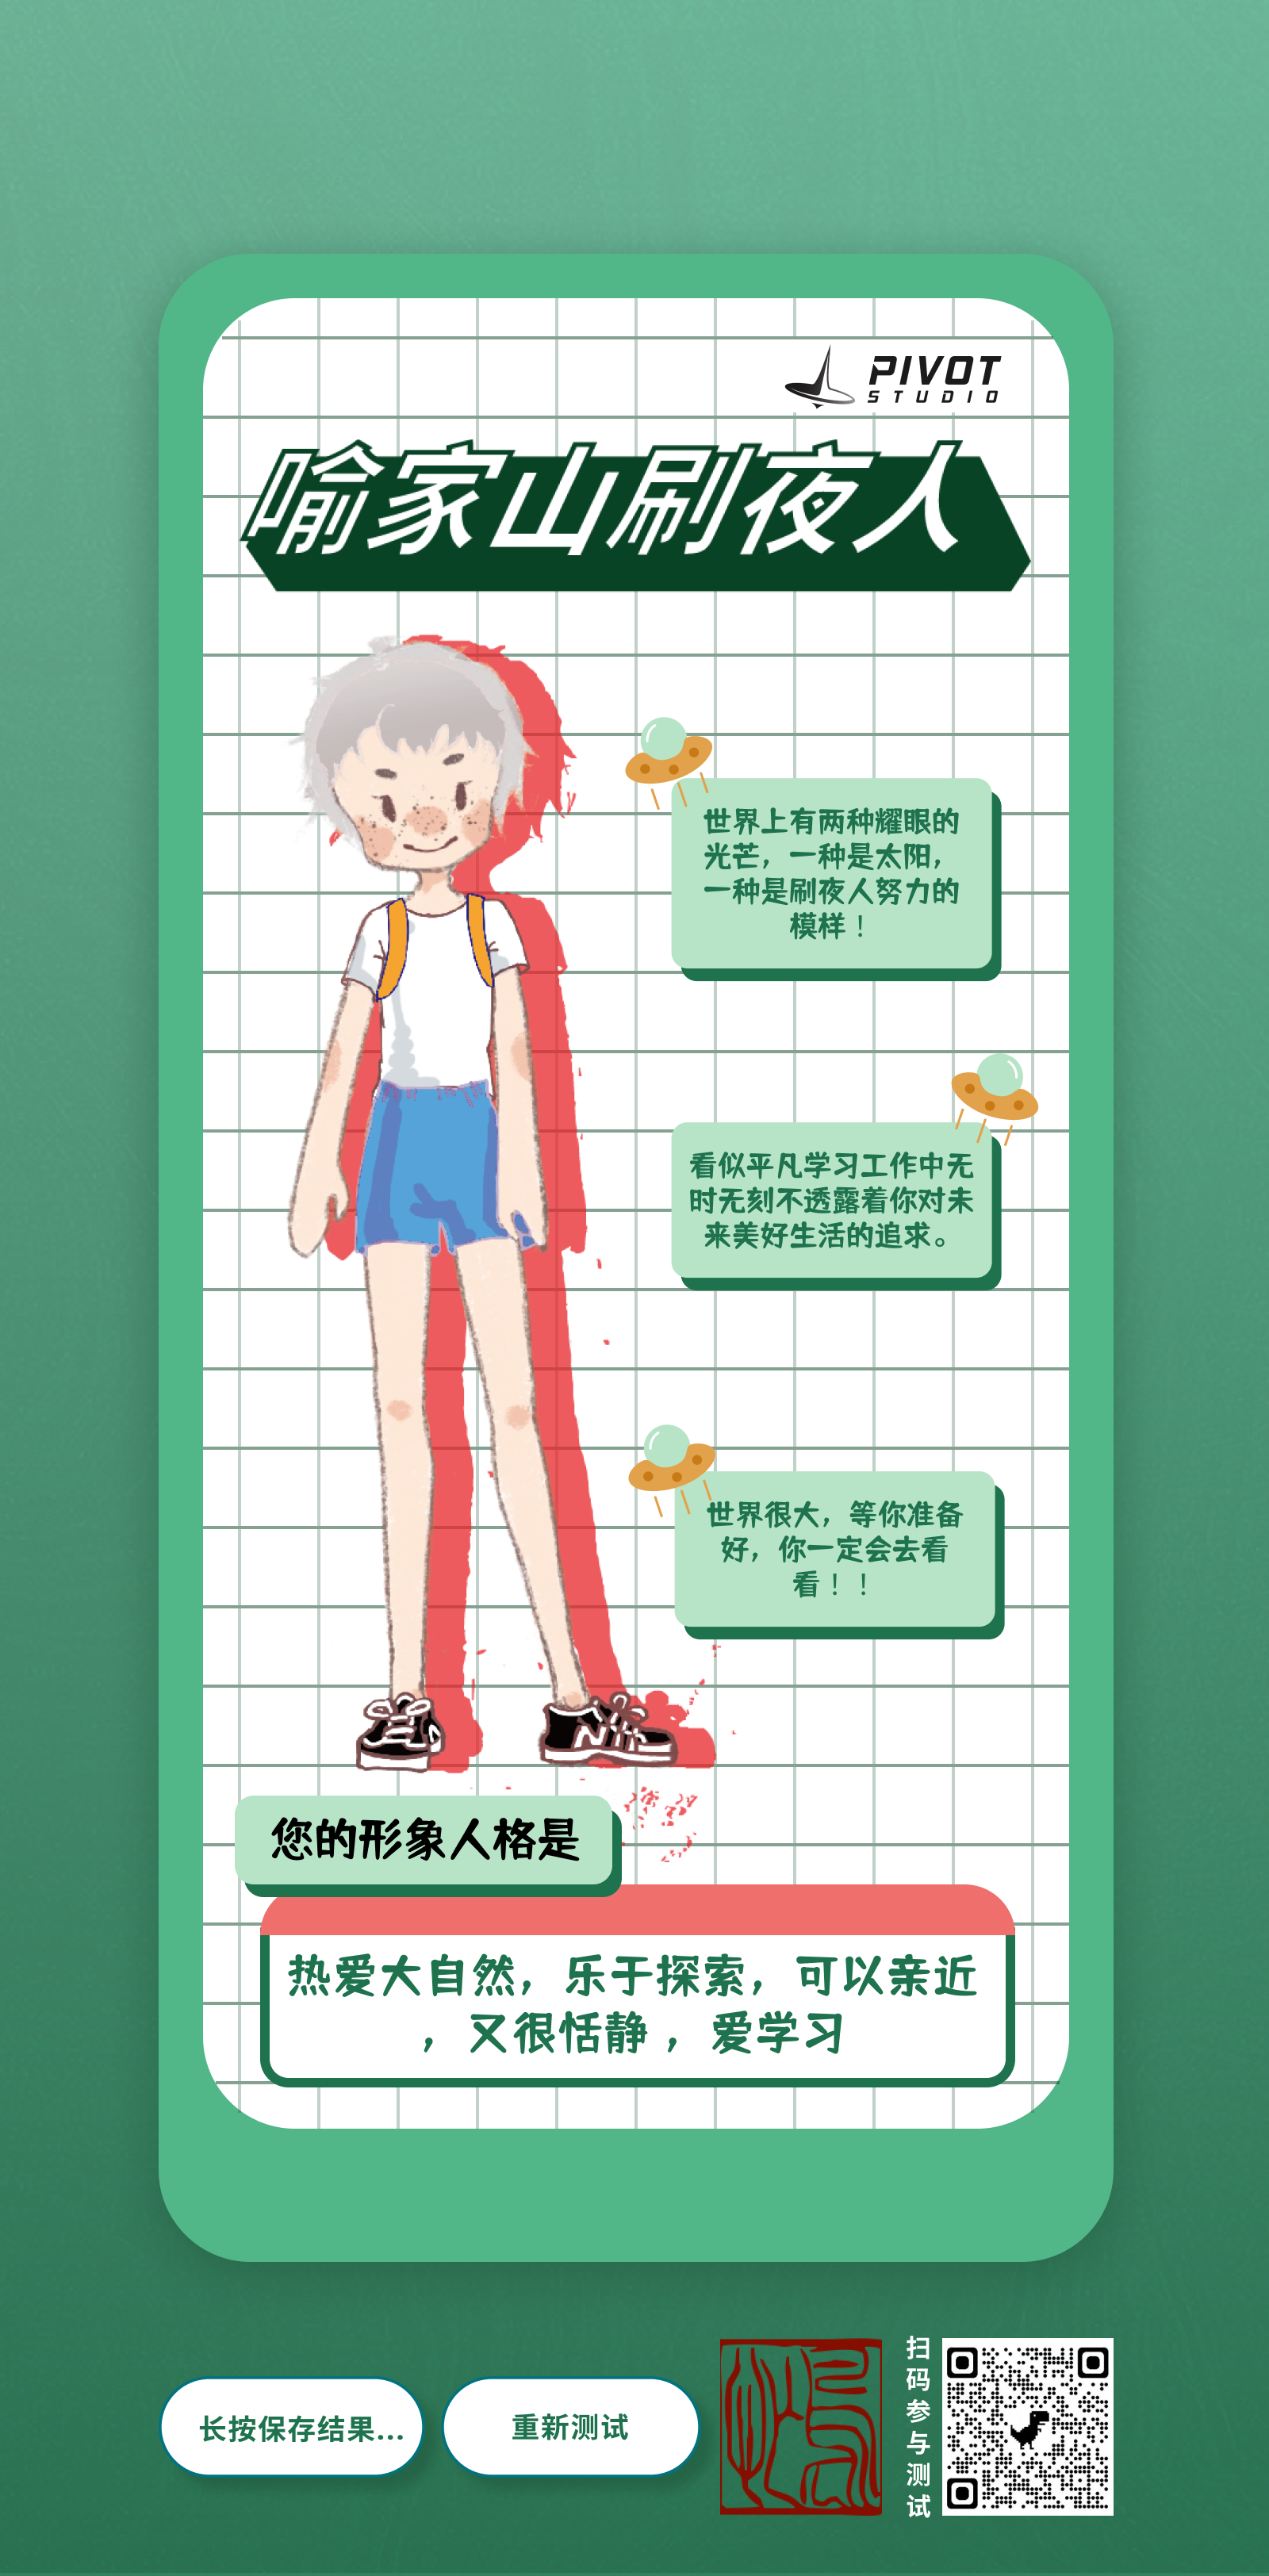 PIVOT
STUDIO
喻家山刷夜人
世界上有两种耀眼的
光芒，一种是太阳，
一种是刷夜人努力的
模样！
看似平凡学习工作中无
时无刻不透露着你对未
来美好生活的追求。
世界很大，等你准备
好，你一定会去看
看！！
您的形象人格是
热爱大自然，乐于探索，可以亲近
，又很恬静，爱学习
长按保存结果...
重新测试
扫码参与测试